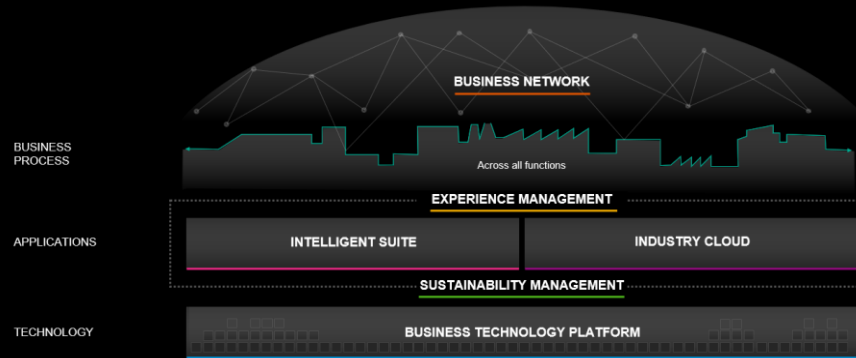 BUSINESS NETWORK
BUSINESS
PROCESS
Across all functions
EXPERIENCE MANAGEMENT
APPLICATIONS
INTELLIGENT SUITE
INDUSTRY CLOUD
SUSTAINABILITY MANAGEMENT
TECHNOLOGY
BUSINESS TECHNOLOGY PLATFORM